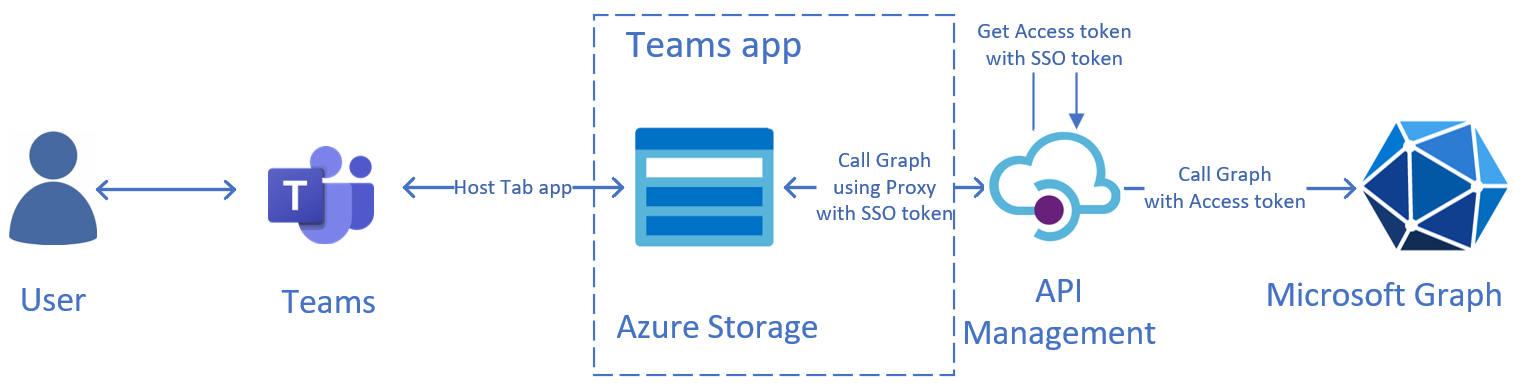 Teams app
Get Access token
with SSO token
T
Host Tab app
Call Graph
using Proxy
with SSO token
Call Graph
with Access token
User
Teams
Azure Storage
API
Management
Microsoft Graph